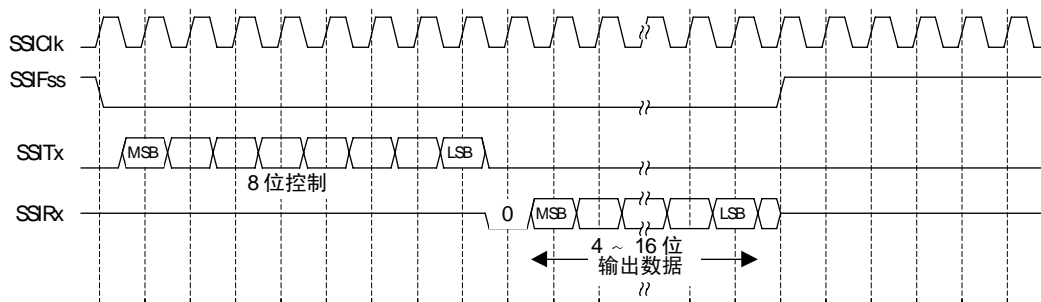 SSIClk
SSIFss
SSITx
MSB
LSB
8 位控制
SSIRx
0
MSB
LSB
4 ~ 16 位
输出数据